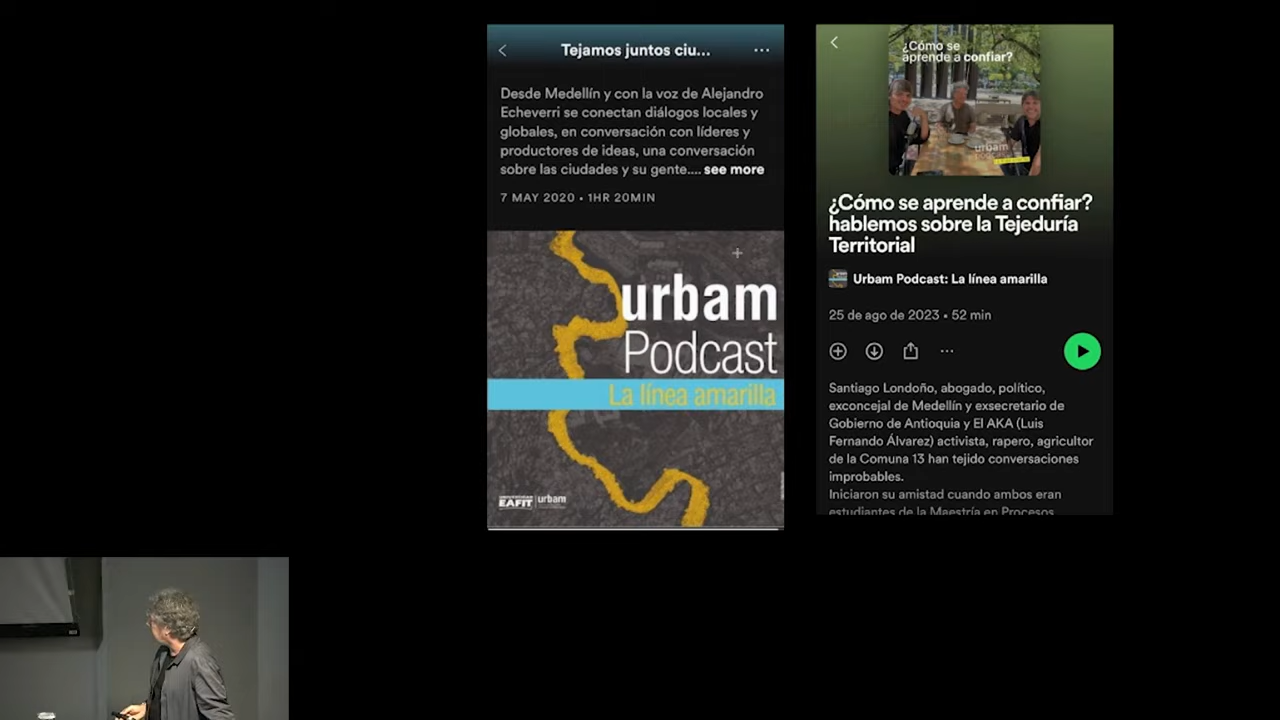 Tejamos juntos ciu...
Desde Medellín y con la voz de Alejandro
Echeverri se conectan diálogos locales y
globales, en conversación con líderes y
productores de ideas, una conversación
sobre las ciudades y su gente.... see more
7 MAY 2020 • 1HR 20MIN
urbam
Podcast
La línea amarilla
UNIVERSIDAD
EAFIT
urbam
¿Cómo se
aprende a confiar?
urbam
podcast
¿Cómo se aprende a confiar?
hablemos sobre la Tejeduría
Territorial
Urbam Podcast: La línea amarilla
25 de ago de 2023 • 52 min
Santiago Londoño, abogado, político,
exconcejal de Medellín y exsecretario de
Gobierno de Antioquia y El AKA (Luis
Fernando Álvarez) activista, rapero, agricultor
de la Comuna 13 han tejido conversaciones
improbables.
Iniciaron su amistad cuando ambos eran
estudiantes de la Maestría en Procesos